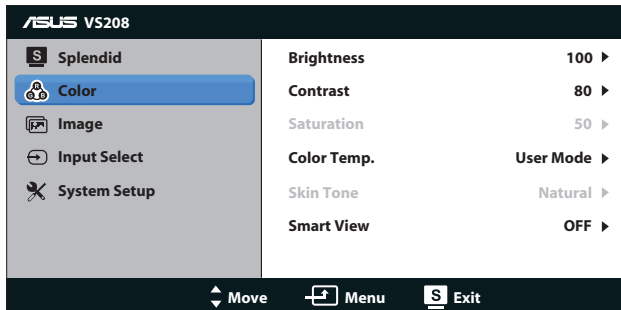 ASUS VS208
S Splendid
R G B Color
Image
Input Select
System Setup
Brightness 100
Contrast 80
Saturation 50
Color Temp. User Mode
Skin Tone Natural
Smart View OFF
Move Menu S Exit